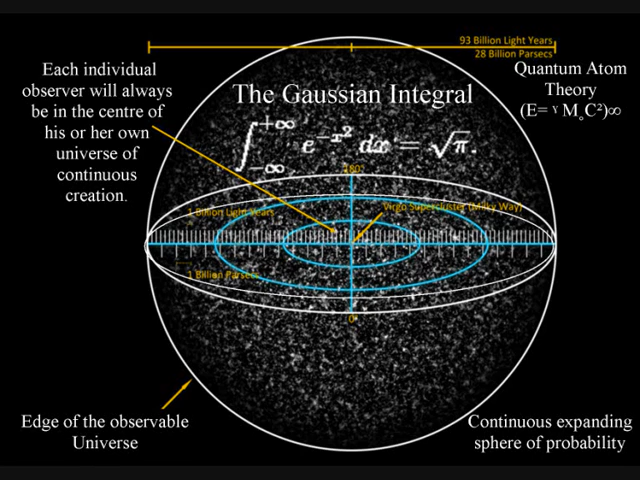 93 Billion Light Years
28 Billion Parsecs
Each individual
observer will always
be in the centre of
his or her own
universe of
continuous
creation.
The Gaussian Integral
∫₋∞⁺∞ e^(-x²) dx = √π.
Quantum Atom
Theory
(E= ᵞ M˳C²)∞
180°
1 Billion Light Years
Virgo Supercluster (Milky Way)
1 Billion Parsecs
0°
Edge of the observable
Universe
Continuous expanding
sphere of probability